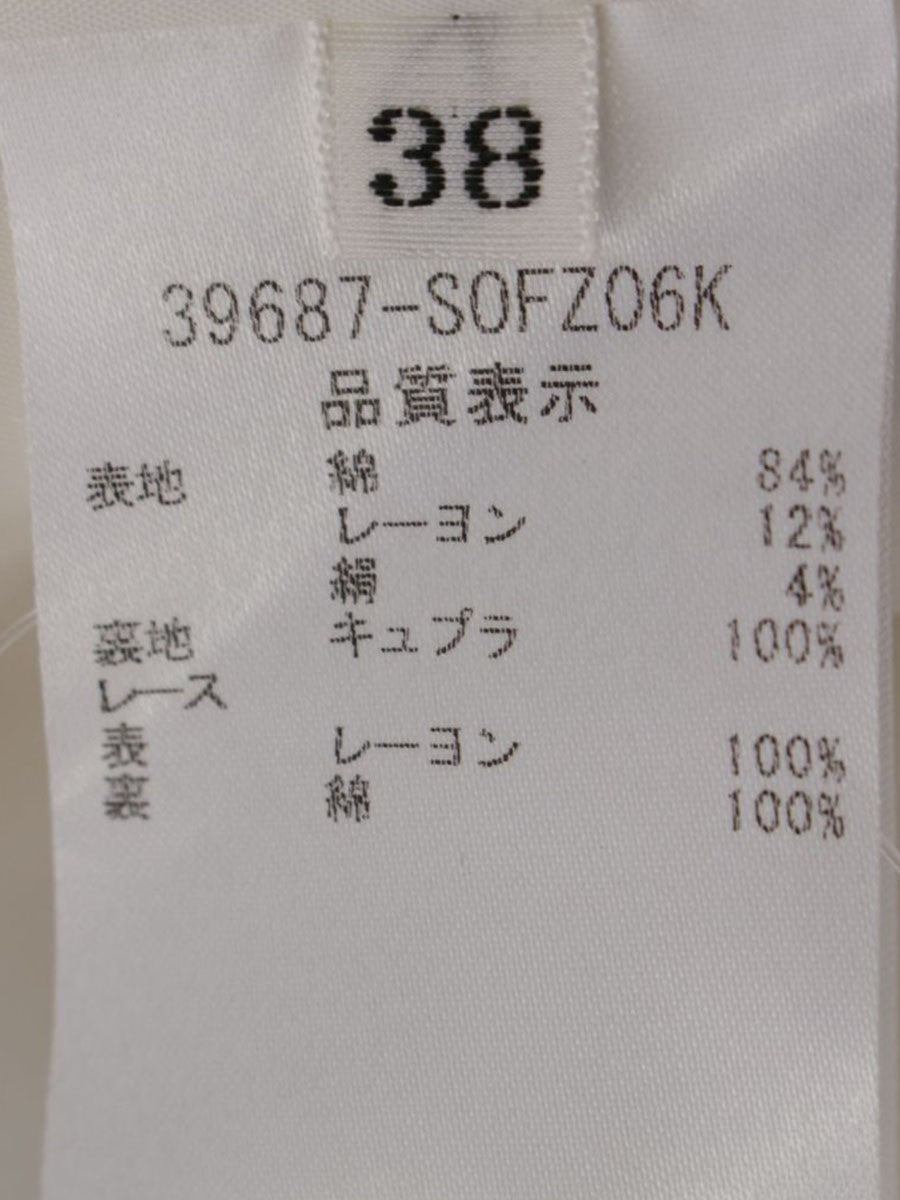 38
39687-S0FZ06K
品質表示
表地 綿 84%
レーヨン 12%
絹 4%
裏地 キュプラ 100%
レース
表 レーヨン 100%
裏 綿 100%